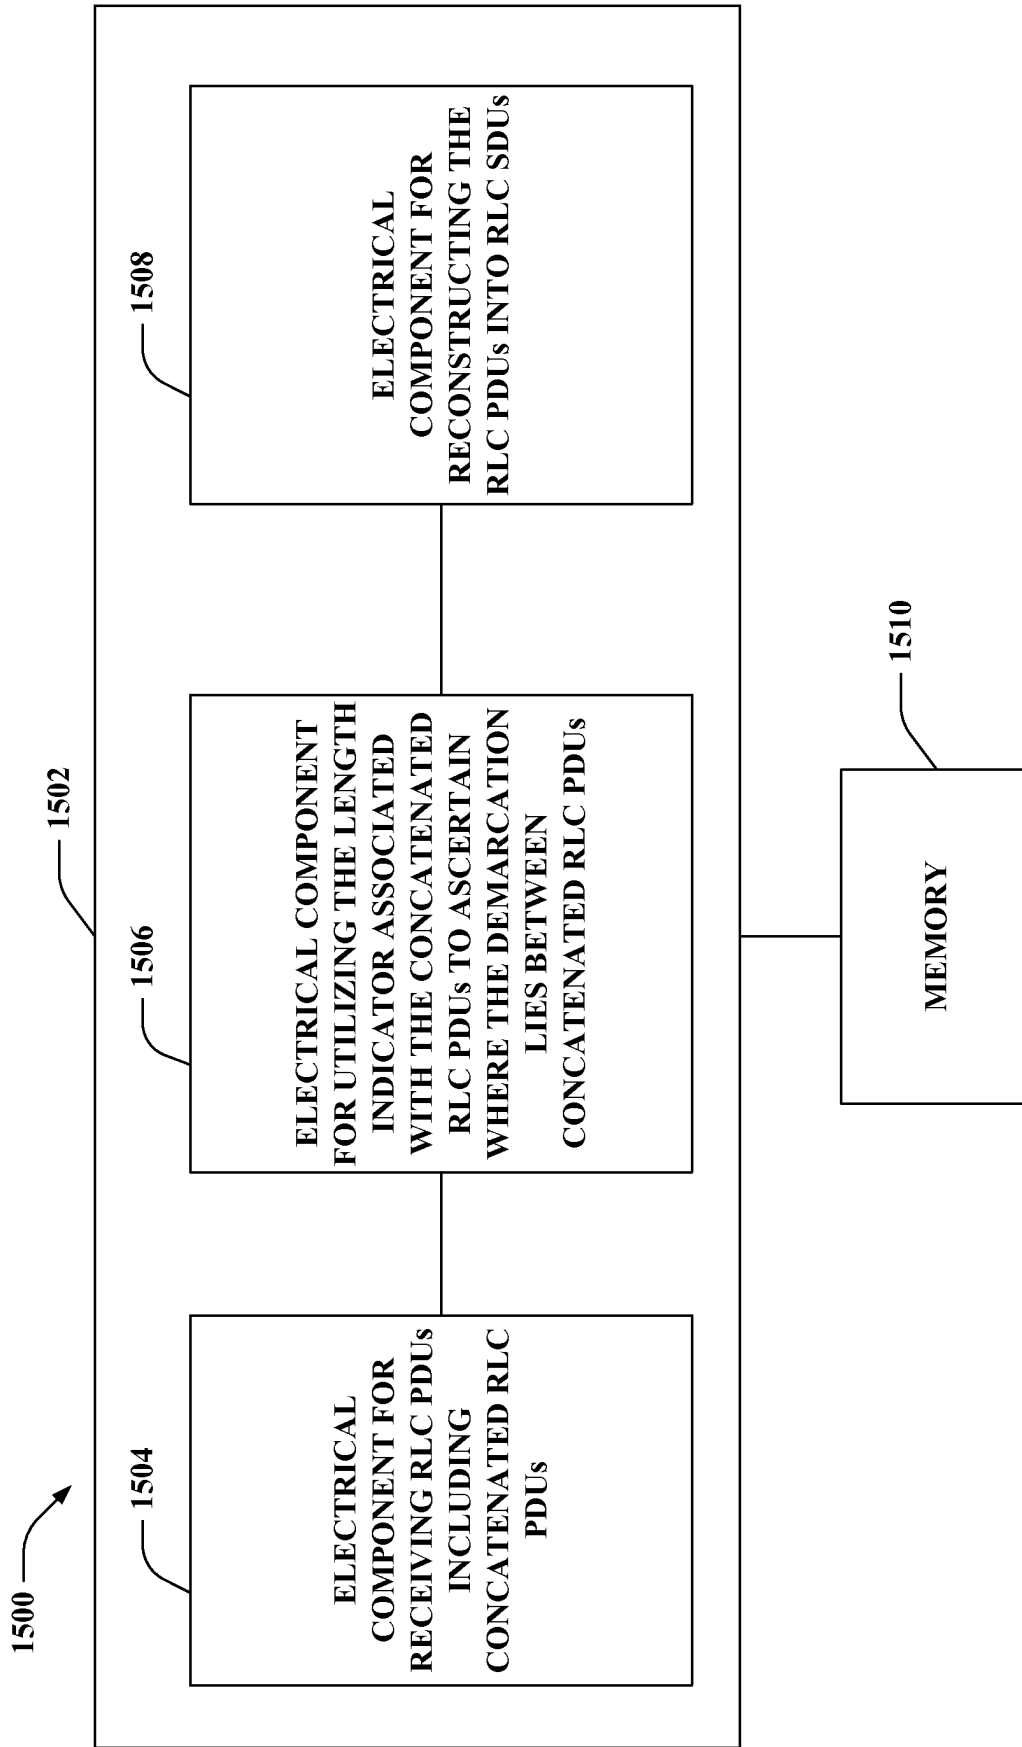 1500
1502
1504
ELECTRICAL
COMPONENT FOR
RECEIVING RLC PDUs
INCLUDING
CONCATENATED RLC
PDUs
1506
ELECTRICAL COMPONENT
FOR UTILIZING THE LENGTH
INDICATOR ASSOCIATED
WITH THE CONCATENATED
RLC PDUs TO ASCERTAIN
WHERE THE DEMARCATION
LIES BETWEEN
CONCATENATED RLC PDUs
1508
ELECTRICAL
COMPONENT FOR
RECONSTRUCTING THE
RLC PDUs INTO RLC SDUs
1510
MEMORY